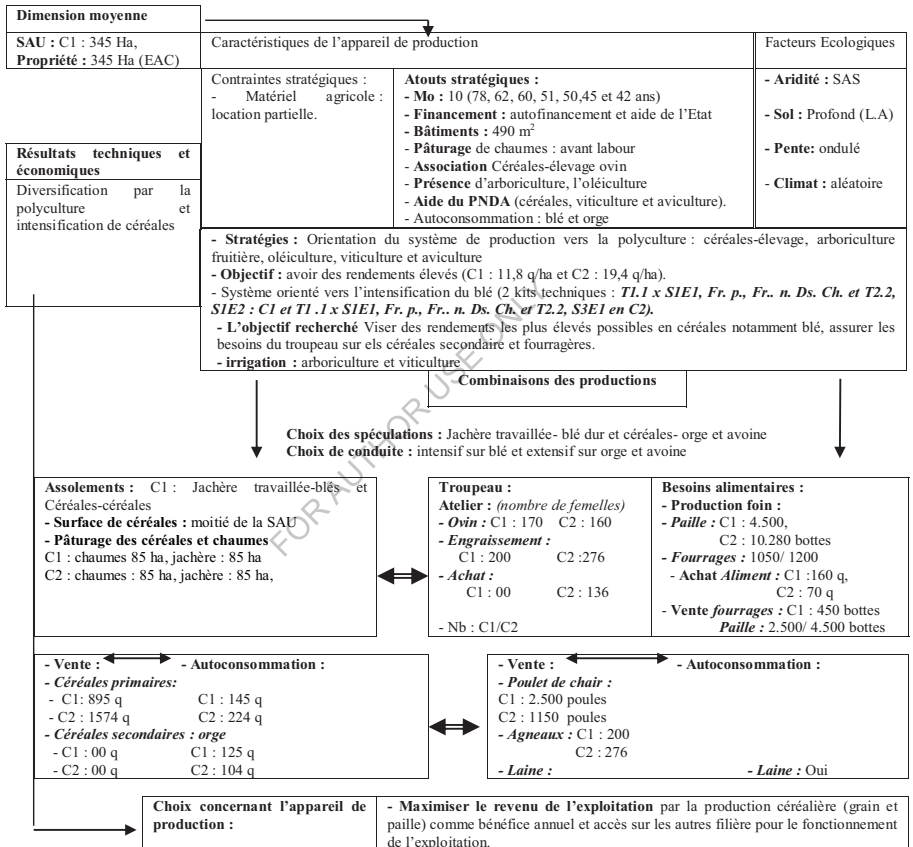 Dimension moyenne
SAU : C1 : 345 Ha,
Propriété : 345 Ha (EAC)
Caractéristiques de l'appareil de production
Facteurs Ecologiques
Contraintes stratégiques :
- Matériel agricole :
location partielle.
Atouts stratégiques :
- Mo : 10 (78, 62, 60, 51, 50,45 et 42 ans)
- Financement : autofinancement et aide de l'Etat
- Bâtiments : 490 m²
- Pâturage de chaumes : avant labour
- Association Céréales-élevage ovin
- Présence d'arboriculture, l'oléiculture
- Aide du PNDA (céréales, viticulture et aviculture).
- Autoconsommation : blé et orge
- Aridité : SAS
- Sol : Profond (L.A)
- Pente: ondulé
- Climat : aléatoire
Résultats techniques et
économiques
Diversification par la
polyculture et
intensification de céréales
- Stratégies : Orientation du système de production vers la polyculture : céréales-élevage, arboriculture
fruitière, oléiculture, viticulture et aviculture
- Objectif : avoir des rendements élevés (C1 : 11,8 q/ha et C2 : 19,4 q/ha).
- Système orienté vers l'intensification du blé (2 kits techniques : T1.1 x S1E1, Fr. p., Fr.. n. Ds. Ch. et T2.2,
S1E2 : C1 et T1 .1 x S1E1, Fr. p., Fr.. n. Ds. Ch. et T2.2, S3E1 en C2).
- L'objectif recherché Viser des rendements les plus élevés possibles en céréales notamment blé, assurer les
besoins du troupeau sur els céréales secondaire et fourragères.
- irrigation : arboriculture et viticulture
Combinaisons des productions
Choix des spéculations : Jachère travaillée- blé dur et céréales- orge et avoine
Choix de conduite : intensif sur blé et extensif sur orge et avoine
Assolements : C1 : Jachère travaillée-blés et
Céréales-céréales
- Surface de céréales : moitié de la SAU
- Pâturage des céréales et chaumes
C1 : chaumes 85 ha, jachère : 85 ha
C2 : chaumes : 85 ha, jachère : 85 ha,
Troupeau :
Atelier : (nombre de femelles)
- Ovin : C1 : 170 C2 : 160
- Engraissement :
C1 : 200 C2 :276
- Achat :
C1 : 00 C2 : 136
- Nb : C1/C2
Besoins alimentaires :
- Production foin :
- Paille : C1 : 4.500,
C2 : 10.280 bottes
- Fourrages : 1050/ 1200
- Achat Aliment : C1 :160 q,
C2 : 70 q
- Vente fourrages : C1 : 450 bottes
Paille : 2.500/ 4.500 bottes
- Vente : - Autoconsommation :
- Céréales primaires:
- C1: 895 q C1 : 145 q
- C2 : 1574 q C2 : 224 q
- Céréales secondaires : orge
- C1 : 00 q C1 : 125 q
- C2 : 00 q C2 : 104 q
- Vente : - Autoconsommation :
- Poulet de chair :
C1 : 2.500 poules
C2 : 1150 poules
- Agneaux : C1 : 200
C2 : 276
- Laine : - Laine : Oui
Choix concernant l'appareil de
production :
- Maximiser le revenu de l'exploitation par la production céréalière (grain et
paille) comme bénéfice annuel et accès sur les autres filière pour le fonctionnement
de l'exploitation.
FOR AUTHOR USE ONLY